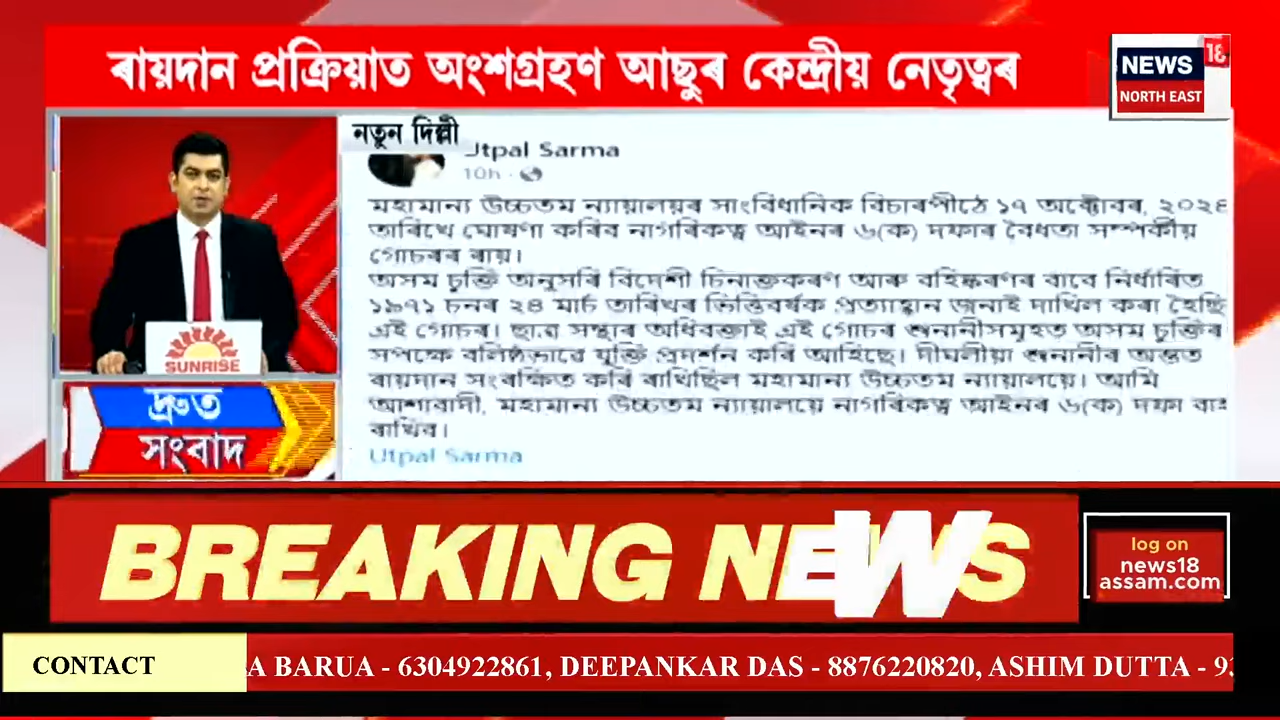 ৰায়দান প্ৰক্ৰিয়াত অংশগ্ৰহণ আছুৰ কেন্দ্ৰীয় নেতৃত্বৰ
NEWS 18
NORTH EAST
নতুন দিল্লী
Utpal Sarma
10h
মহামান্য উচ্চতম ন্যায়ালয়ৰ সাংবিধানিক বিচাৰপীঠে ১৭ অক্টোবৰ, ২০২৪
তাৰিখে ঘোষণা কৰিব নাগৰিকত্ব আইনৰ ৬(ক) দফাৰ বৈধতা সম্পৰ্কীয়
গোচৰৰ ৰায়।
অসম চুক্তি অনুসৰি বিদেশী চিনাক্তকৰণ আৰু বহিষ্কৰণৰ বাবে নিৰ্ধাৰিত
১৯৭১ চনৰ ২৪ মাৰ্চ তাৰিখৰ ভিত্তিবৰ্ষক প্ৰত্যাহ্বান জনাই দাখিল কৰা হৈছি
এই গোচৰ। ছাত্ৰ সন্থাৰ অধিবক্তাই এই গোচৰ শুনানীসমূহত অসম চুক্তিৰ
সপক্ষে বলিষ্ঠভাৱে যুক্তি প্ৰদৰ্শন কৰি আহিছে। দীঘলীয়া শুনানীৰ অন্তত
ৰায়দান সংৰক্ষিত কৰি ৰাখিছিল মহামান্য উচ্চতম ন্যায়ালয়ে। আমি
আশাবাদী, মহামান্য উচ্চতম ন্যায়ালয়ে নাগৰিকত্ব আইনৰ ৬(ক) দফা
ৰাখিব।
Utpal Sarma
SUNRISE
দ্ৰুত
সংবাদ
BREAKING NEWS
W
log on
news18
assam.com
CONTACT
A BARUA - 6304922861, DEEPANKAR DAS - 8876220820, ASHIM DUTTA - 93